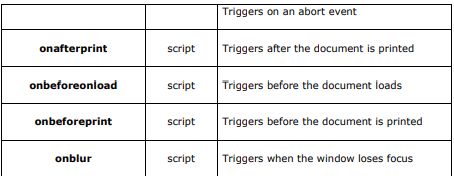 Triggers on an abort event
onafterprint script Triggers after the document is printed
onbeforeonload script Triggers before the document loads
onbeforeprint script Triggers before the document is printed
onblur script Triggers when the window loses focus